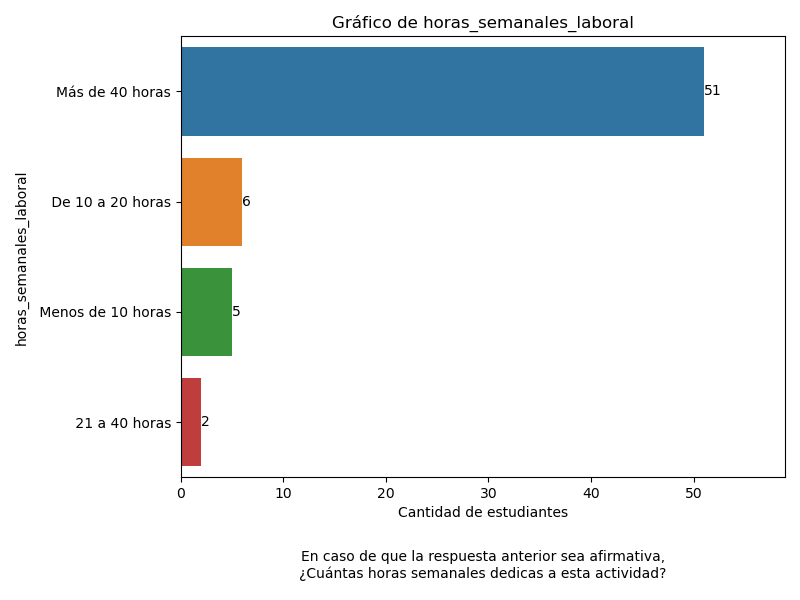 Gráfico de horas_semanales_laboral
horas_semanales_laboral
Más de 40 horas
51
De 10 a 20 horas
6
Menos de 10 horas
5
21 a 40 horas
2
0 10 20 30 40 50
Cantidad de estudiantes
En caso de que la respuesta anterior sea afirmativa,
¿Cuántas horas semanales dedicas a esta actividad?